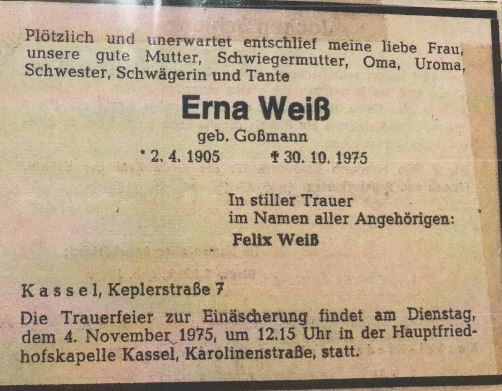 Plötzlich und unerwartet entschlief meine liebe Frau,
unsere gute Mutter, Schwiegermutter, Oma, Uroma,
Schwester, Schwägerin und Tante
Erna Weiß
geb. Goßmann
* 2. 4. 1905 ✝ 30. 10. 1975
In stiller Trauer
im Namen aller Angehörigen:
Felix Weiß
Kassel, Keplerstraße 7
Die Trauerfeier zur Einäscherung findet am Dienstag,
dem 4. November 1975, um 12.15 Uhr in der Hauptfried-
hofskapelle Kassel, Karolinenstraße, statt.